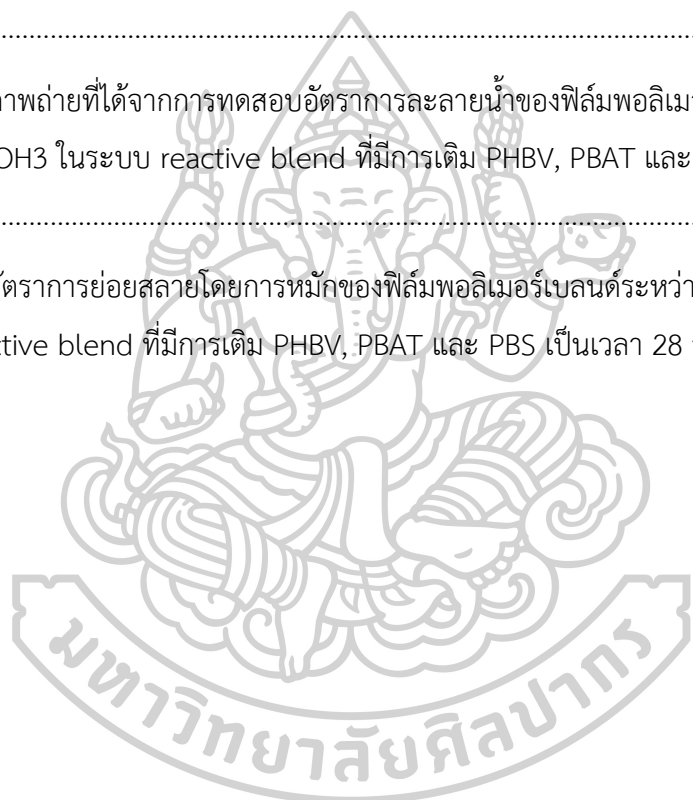 ................................................................................
าพถ่ายที่ได้จากการทดสอบอัตราการละลายน้ำของฟิล์มพอลิเม
OH3 ในระบบ reactive blend ที่มีการเติม PHBV, PBAT และ
................................................................................
ัตราการย่อยสลายโดยการหมักของฟิล์มพอลิเมอร์เบลนด์ระหว่า
ctive blend ที่มีการเติม PHBV, PBAT และ PBS เป็นเวลา 28
มหาวิทยาลัยศิลปากร